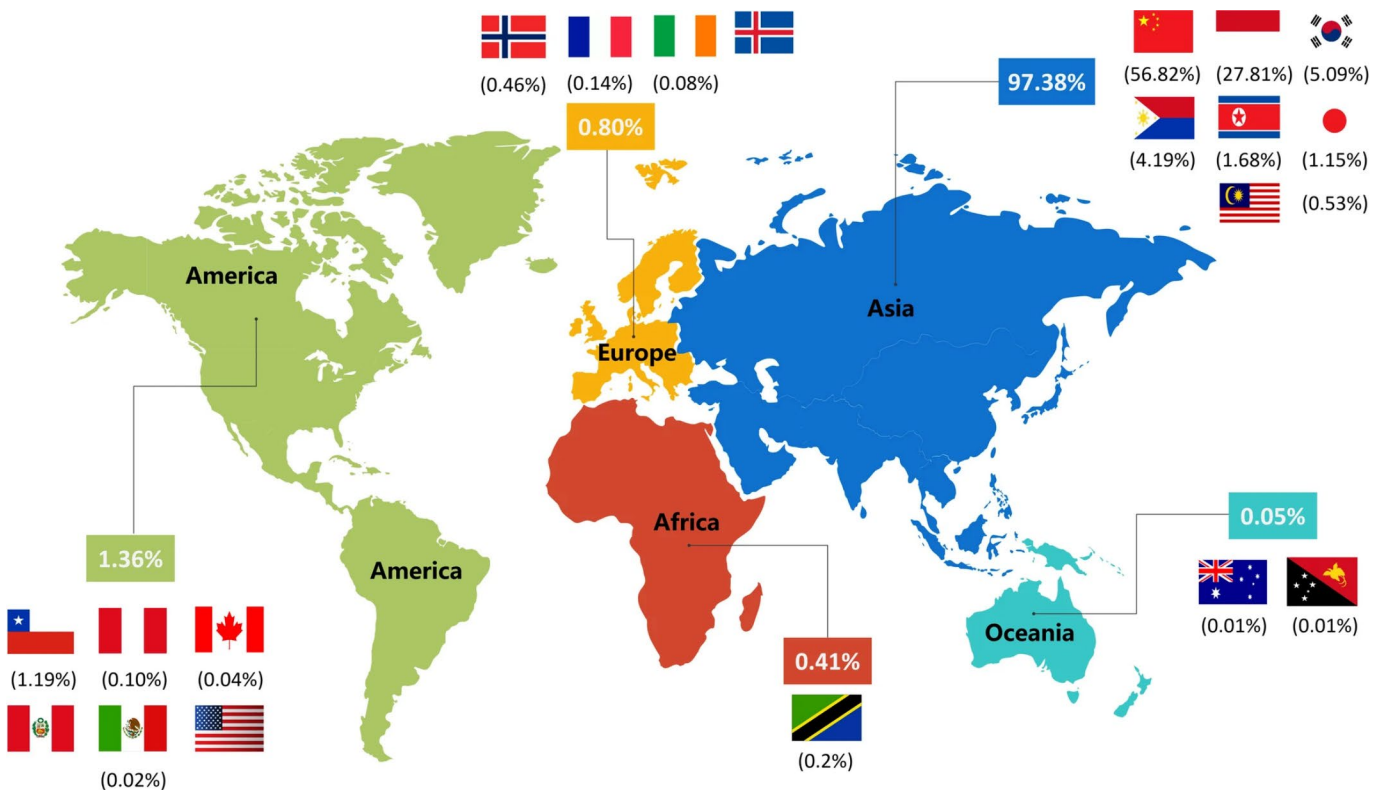 (0.46%) (0.14%) (0.08%)
0.80%
97.38%
(56.82%) (27.81%) (5.09%)
(4.19%) (1.68%) (1.15%)
(0.53%)
America
Asia
Europe
Africa
America
Oceania
1.36%
(1.19%) (0.10%) (0.04%)
(0.02%)
0.41%
(0.2%)
0.05%
(0.01%) (0.01%)